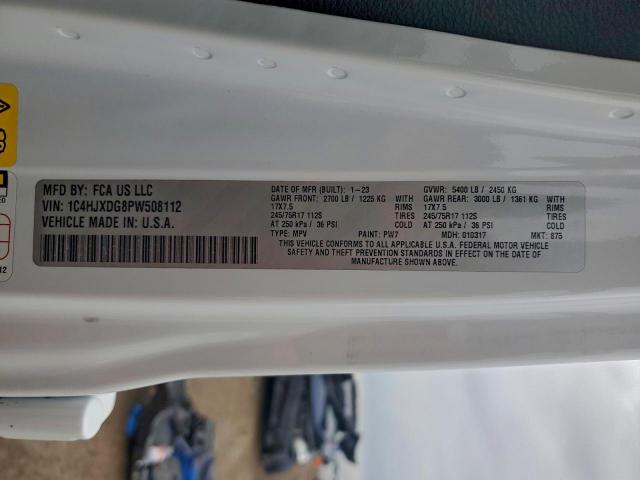 MFD BY: FCA US LLC
VIN: 1C4HJXDG8PW508112
VEHICLE MADE IN: U.S.A.
DATE OF MFR (BUILT): 1-23
GAWR FRONT: 2700 LB / 1225 KG
17X7.5 RIMS
245/75R17 112S TIRES
AT 250 kPa / 36 PSI COLD
TYPE: MPV PAINT: PW7
GVWR: 5400 LB / 2450 KG
GAWR REAR: 3000 LB / 1361 KG
17X7.5 RIMS
245/75R17 112S TIRES
AT 250 kPa / 36 PSI COLD
MDH: 010317 MKT: 875
THIS VEHICLE CONFORMS TO ALL APPLICABLE U.S.A. FEDERAL MOTOR VEHICLE
SAFETY AND THEFT PREVENTION STANDARDS IN EFFECT ON THE DATE OF
MANUFACTURE SHOWN ABOVE.
12